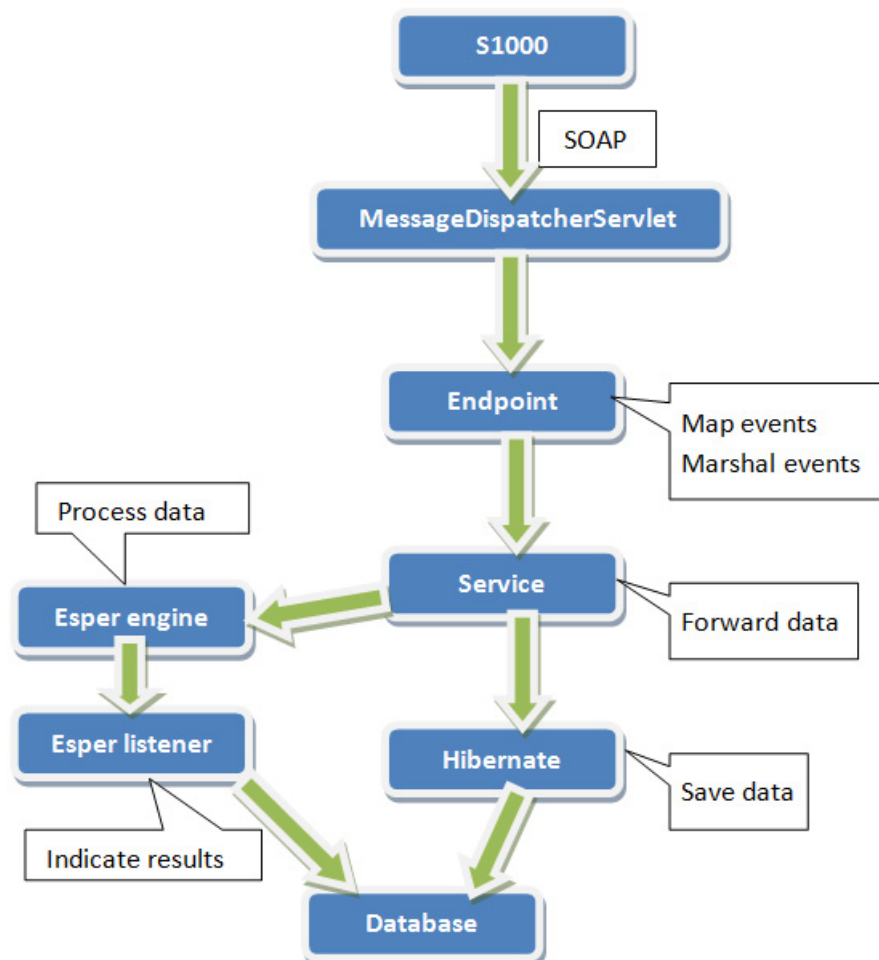 S1000
SOAP
MessageDispatcherServlet
Endpoint
Map events
Marshal events
Process data
Service
Esper engine
Forward data
Esper listener
Hibernate
Save data
Indicate results
Database